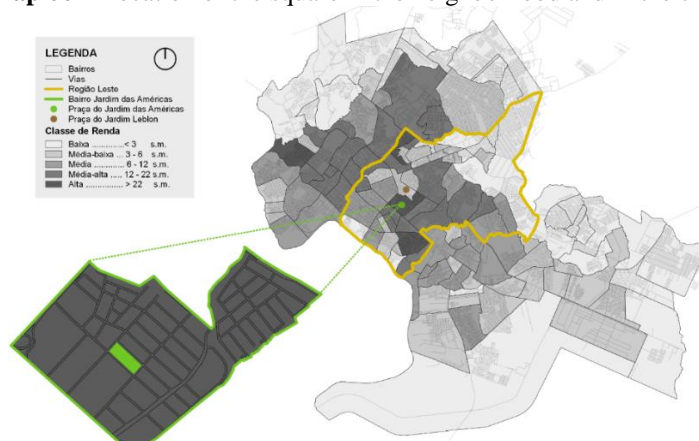 LEGENDA
Bairros
Vias
Região Leste
Bairro Jardim das Américas
Praça do Jardim das Américas
Praça do Jardim Leblon
Classe de Renda
Baixa ............. < 3 s.m.
Média-baixa ... 3 - 6 s.m.
Média ............ 6 - 12 s.m.
Média-alta ..... 12 - 22 s.m.
Alta ................ > 22 s.m.